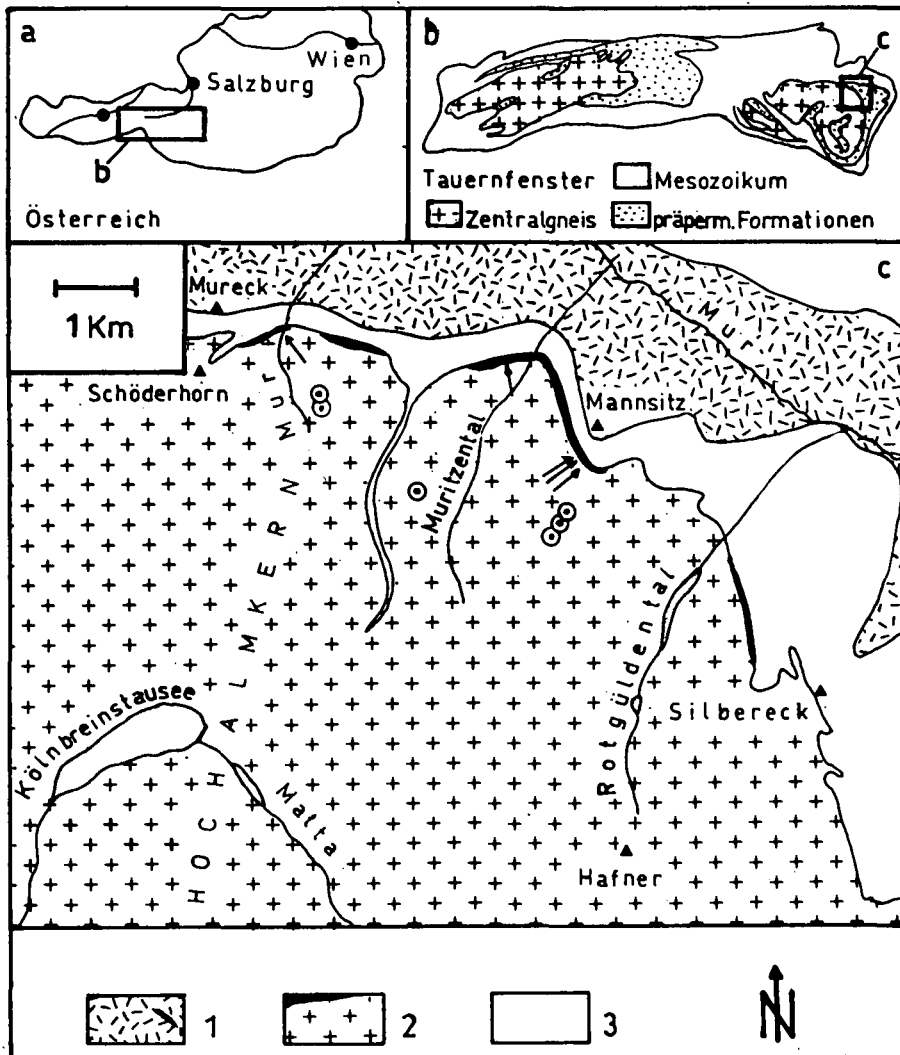 a
Wien
Salzburg
b
Österreich
b
c
Tauernfenster
Mesozoikum
Zentralgneis
präperm. Formationen
c
1 Km
Mureck
Schöderhorn
Mur
Mur
Mannsitz
Muritzental
HOCHALMKERN
Rotgüldental
Silbereck
Kölnbreinstausee
Malta
Hafner
1
2
3
N